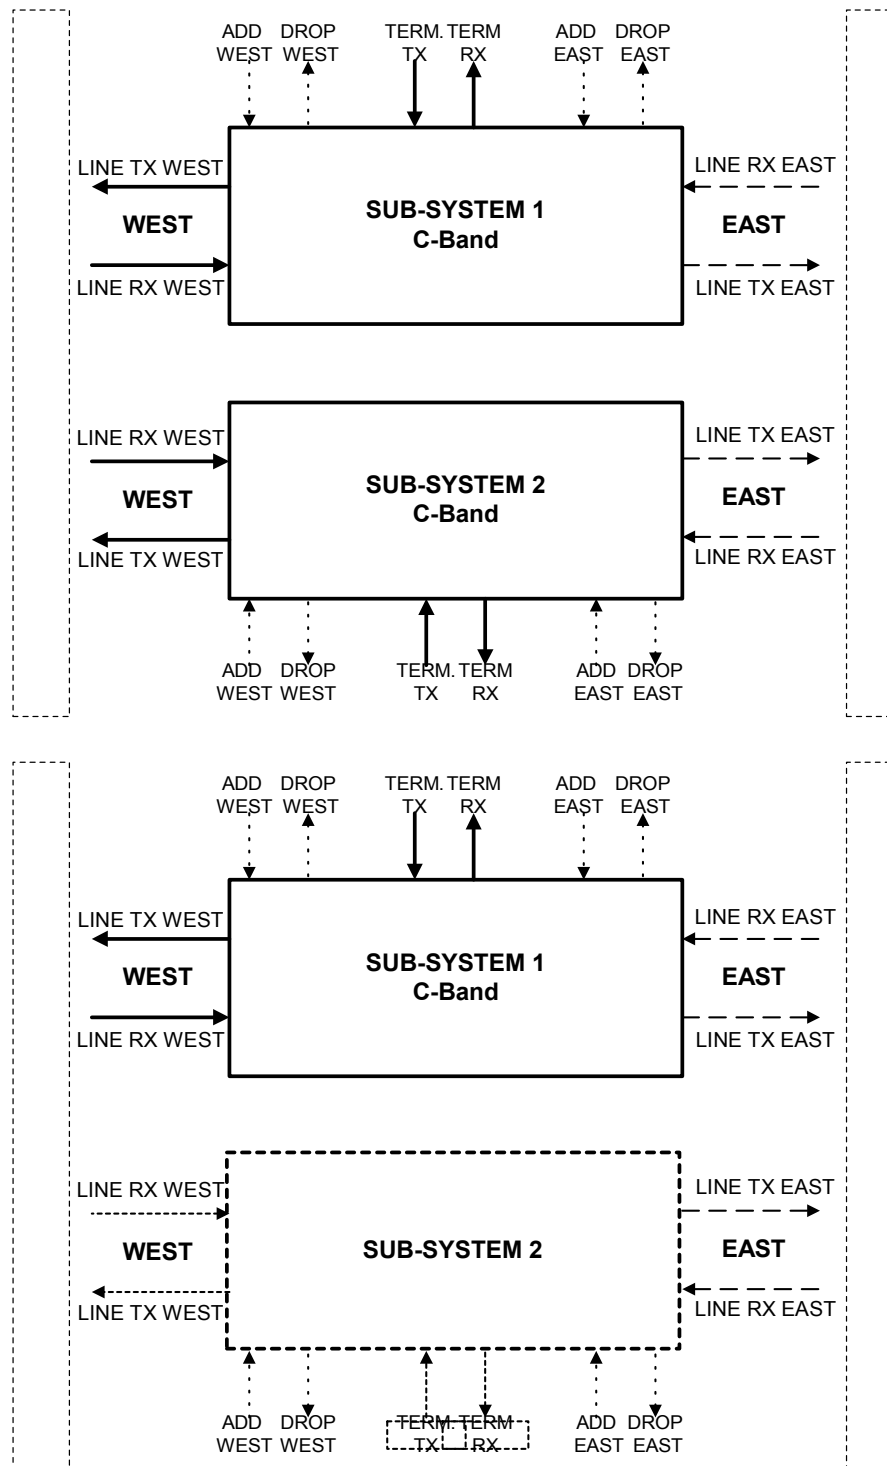 ADD DROP TERM. TERM ADD DROP
WEST WEST TX RX EAST EAST
LINE TX WEST LINE RX EAST
SUB-SYSTEM 1
WEST EAST
C-Band
LINE RX WEST LINE TX EAST
LINE RX WEST LINE TX EAST
SUB-SYSTEM 2
WEST EAST
C-Band
LINE TX WEST LINE RX EAST
ADD DROP TERM. TERM ADD DROP
WEST WEST TX RX EAST EAST
ADD DROP TERM. TERM ADD DROP
WEST WEST TX RX EAST EAST
LINE TX WEST LINE RX EAST
SUB-SYSTEM 1
WEST EAST
C-Band
LINE RX WEST LINE TX EAST
LINE RX WEST LINE TX EAST
WEST SUB-SYSTEM 2 EAST
LINE TX WEST LINE RX EAST
ADD DROP TERM. TERM ADD DROP
WEST WEST TX RX EAST EAST